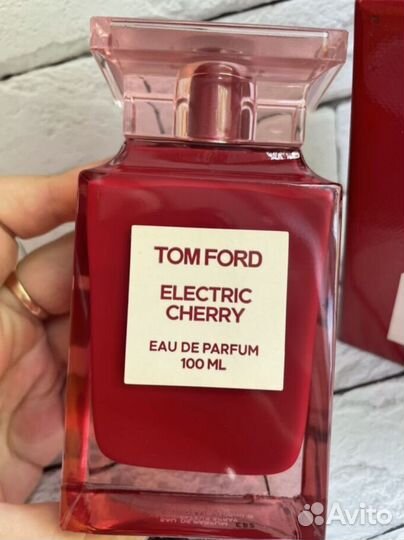 TOM FORD
ELECTRIC
CHERRY
EAU DE PARFUM
100 ML
Avito